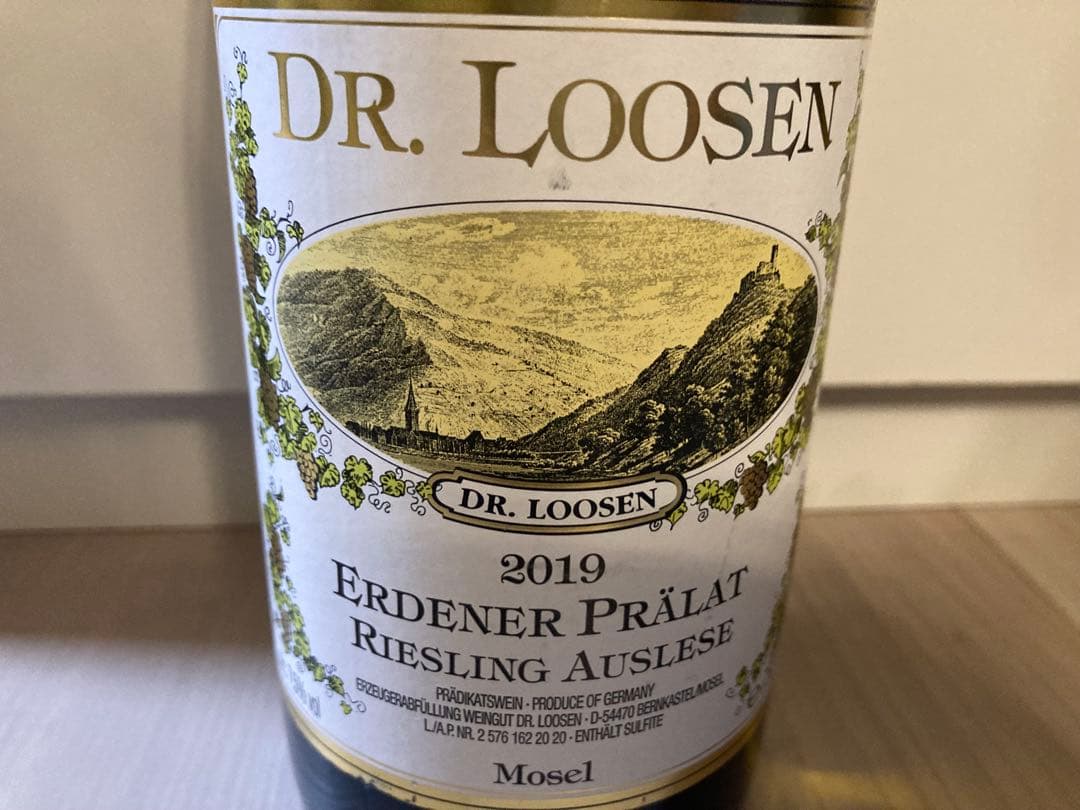 DR. LOOSEN
DR. LOOSEN
2019
ERDENER PRÄLAT
RIESLING AUSLESE
PRÄDIKATSWEIN · PRODUCE OF GERMANY
ERZEUGERABFÜLLUNG WEINGUT DR. LOOSEN · D-54470 BERNKASTEL/MOSEL
L/A.P. NR. 2 576 162 20 20 · ENTHÄLT SULFITE
Mosel